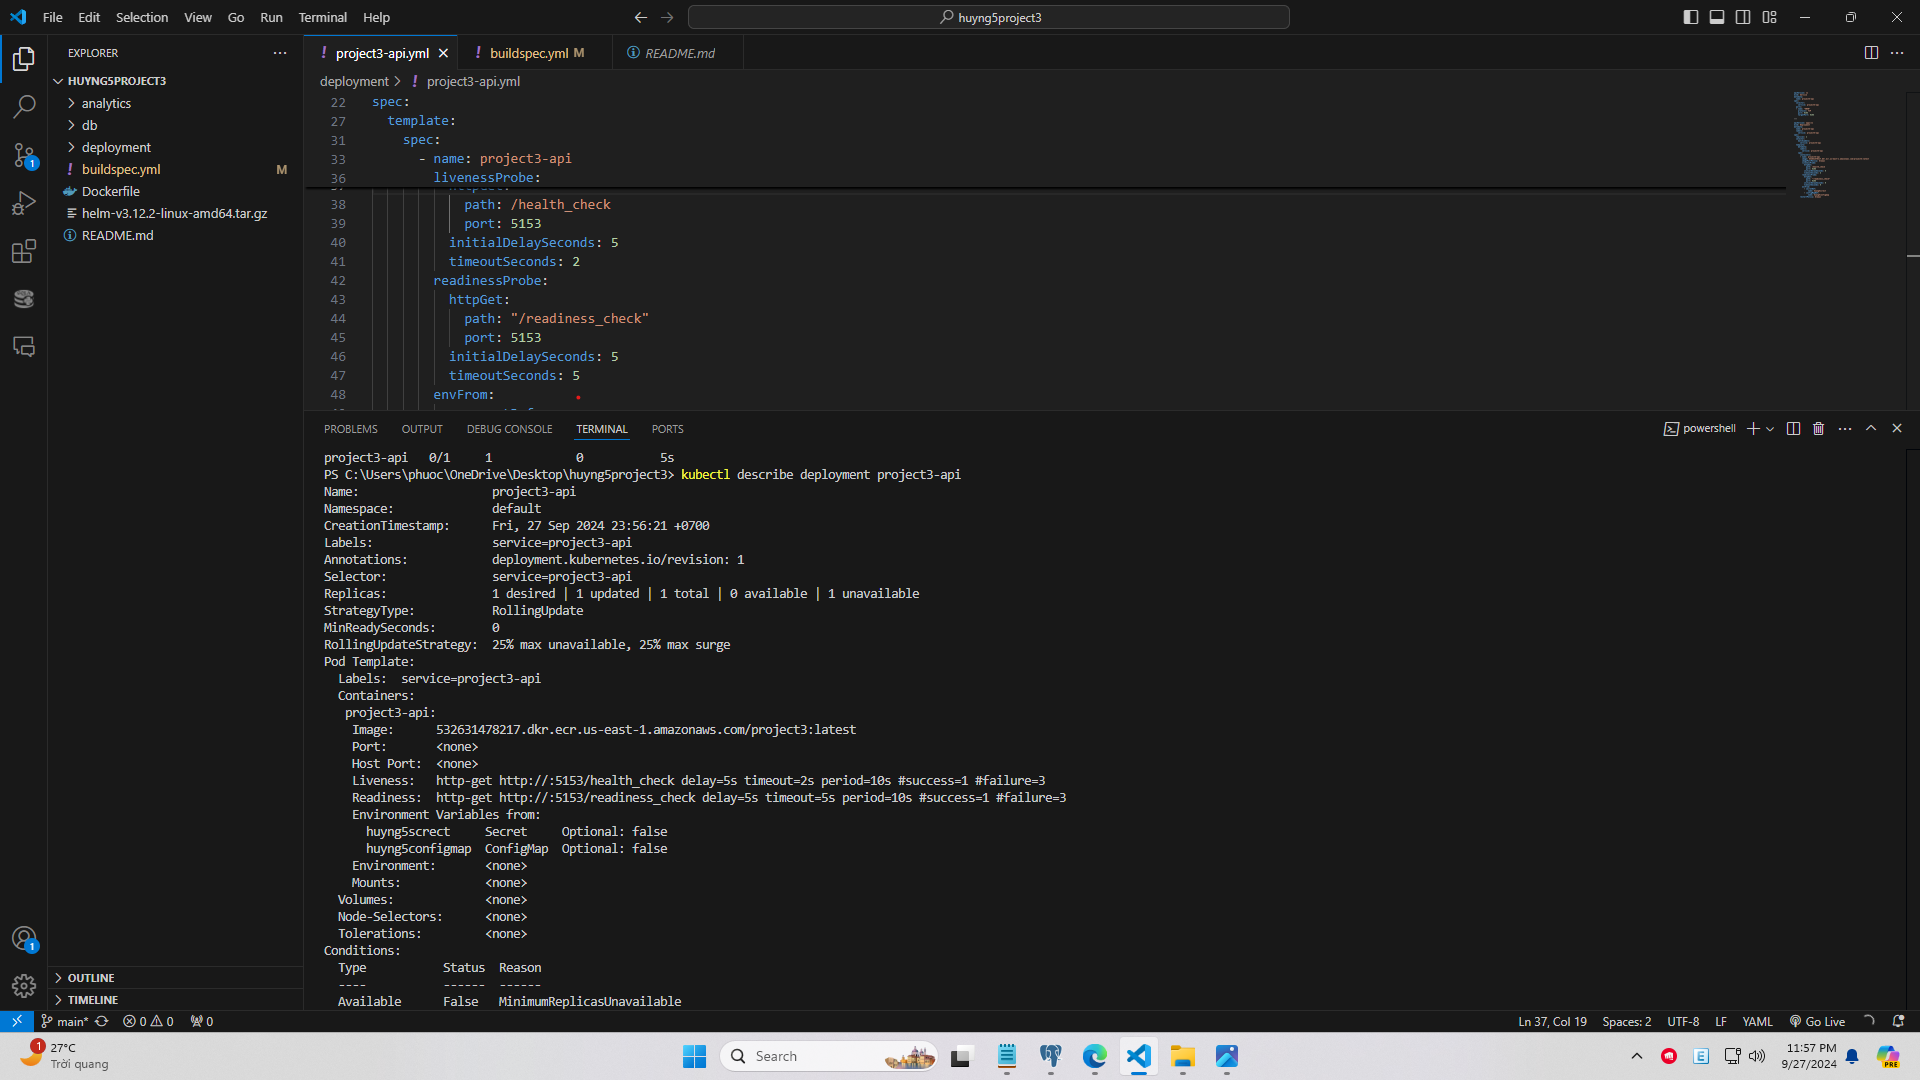 File Edit Selection View Go Run Terminal Help
huyng5project3
EXPLORER
HUYNG5PROJECT3
analytics
db
deployment
buildspec.yml M
Dockerfile
helm-v3.12.2-linux-amd64.tar.gz
README.md
OUTLINE
TIMELINE
project3-api.yml
buildspec.yml M
README.md
deployment > project3-api.yml
22 spec:
27 template:
31 spec:
33 - name: project3-api
36 livenessProbe:
38 path: /health_check
39 port: 5153
40 initialDelaySeconds: 5
41 timeoutSeconds: 2
42 readinessProbe:
43 httpGet:
44 path: "/readiness_check"
45 port: 5153
46 initialDelaySeconds: 5
47 timeoutSeconds: 5
48 envFrom:
PROBLEMS OUTPUT DEBUG CONSOLE TERMINAL PORTS
powershell
project3-api 0/1 1 0 5s
PS C:\Users\phuoc\OneDrive\Desktop\huyng5project3> kubectl describe deployment project3-api
Name: project3-api
Namespace: default
CreationTimestamp: Fri, 27 Sep 2024 23:56:21 +0700
Labels: service=project3-api
Annotations: deployment.kubernetes.io/revision: 1
Selector: service=project3-api
Replicas: 1 desired | 1 updated | 1 total | 0 available | 1 unavailable
StrategyType: RollingUpdate
MinReadySeconds: 0
RollingUpdateStrategy: 25% max unavailable, 25% max surge
Pod Template:
Labels: service=project3-api
Containers:
project3-api:
Image: 532631478217.dkr.ecr.us-east-1.amazonaws.com/project3:latest
Port: <none>
Host Port: <none>
Liveness: http-get http://:5153/health_check delay=5s timeout=2s period=10s #success=1 #failure=3
Readiness: http-get http://:5153/readiness_check delay=5s timeout=5s period=10s #success=1 #failure=3
Environment Variables from:
huyng5screct Secret Optional: false
huyng5configmap ConfigMap Optional: false
Environment: <none>
Mounts: <none>
Volumes: <none>
Node-Selectors: <none>
Tolerations: <none>
Conditions:
Type Status Reason
---- ------ ------
Available False MinimumReplicasUnavailable
main* 0 0 0
Ln 37, Col 19 Spaces: 2 UTF-8 LF YAML Go Live
1
27°C
Trời quang
Search
11:57 PM
9/27/2024
PRE